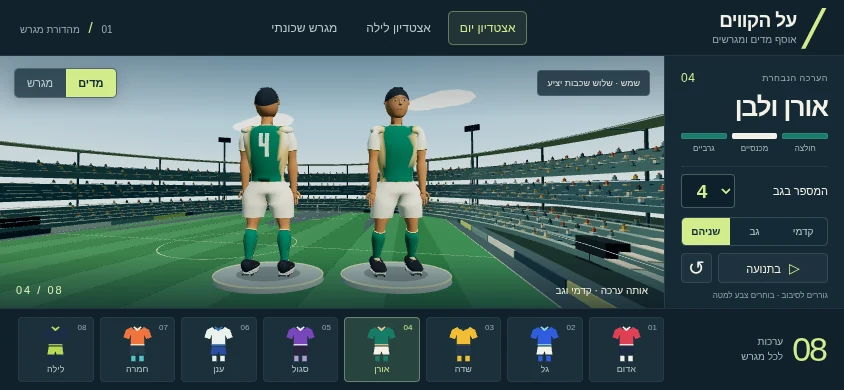 על הקווים
אוסף מדים ומגרשים
אצטדיון יום
אצטדיון לילה
מגרש שכונתי
01 / מהדורת מגרש
הערכה הנבחרת
04
אורן ולבן
חולצה
מכנסיים
גרביים
המספר בגב
4
קדמי
גב
שניהם
בתנועה
גוררים לסיבוב · בוחרים צבע למטה
שמש · שלוש שכבות יציע
מדים
מגרש
4
אותה ערכה · קדמי וגב
04 / 08
08
ערכות
לכל מגרש
01
אדום
02
גל
03
שדה
04
אורן
05
סגול
06
ענן
07
חמרה
08
לילה